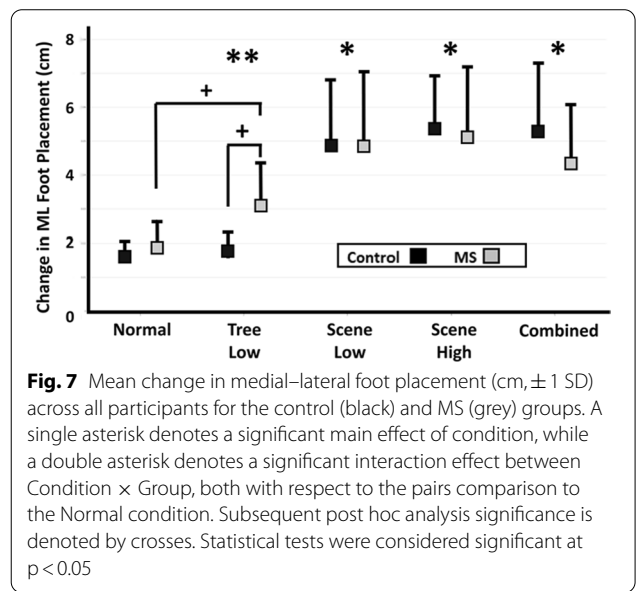 Change in ML Foot Placement (cm)
8
6
4
2
0
** * * *
+
+
Control MS
Normal Tree Low Scene Low Scene High Combined
Fig. 7 Mean change in medial–lateral foot placement (cm, ± 1 SD)
across all participants for the control (black) and MS (grey) groups. A
single asterisk denotes a significant main effect of condition, while
a double asterisk denotes a significant interaction effect between
Condition × Group, both with respect to the pairs comparison to
the Normal condition. Subsequent post hoc analysis significance is
denoted by crosses. Statistical tests were considered significant at
p < 0.05